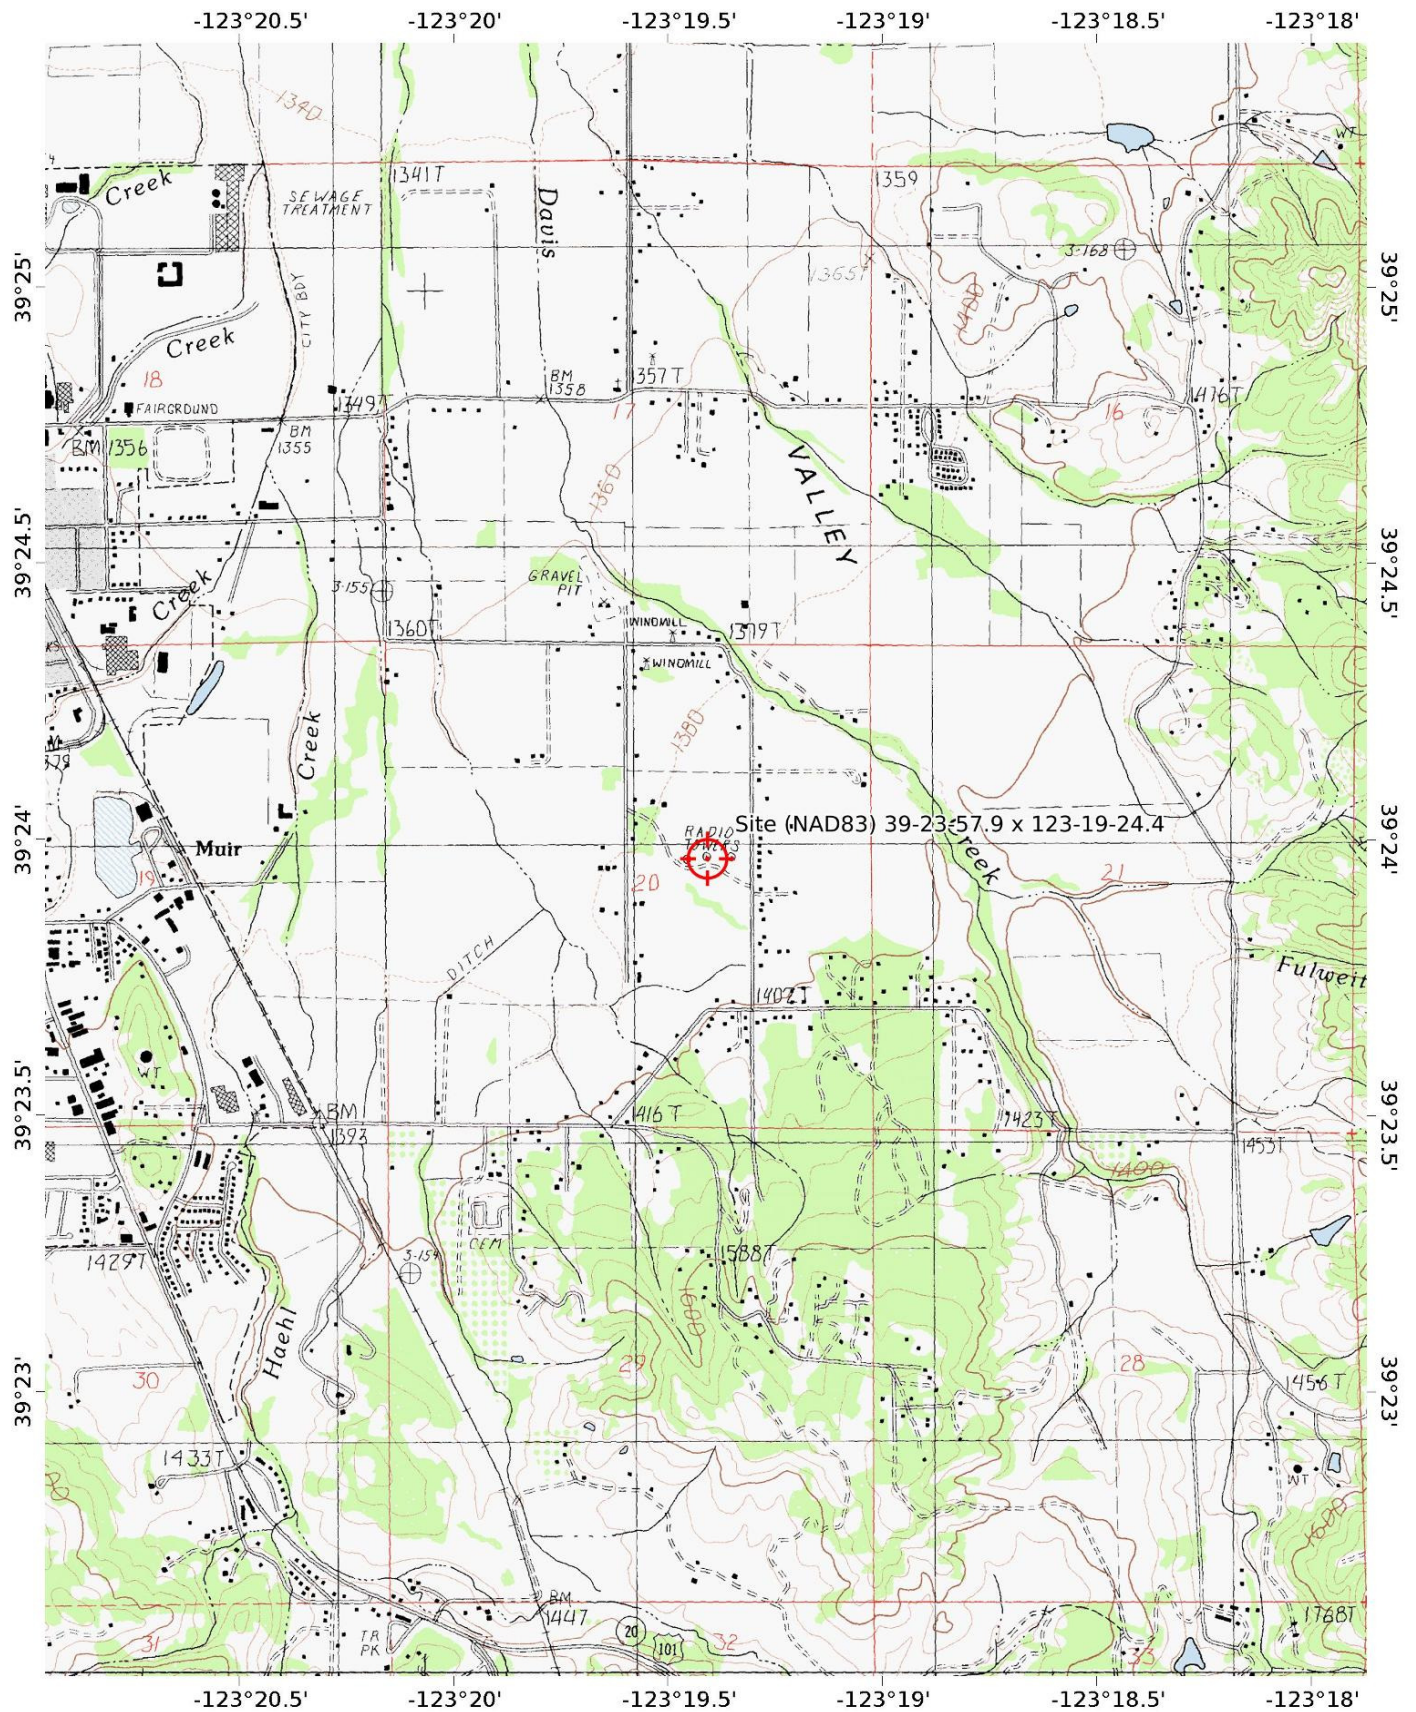 -123°20.5' -123°20' -123°19.5' -123°19' -123°18.5' -123°18'
1340
WT
Creek
1341T
1359
SEWAGE
TREATMENT
Davis
3-168
39°25'
39°25'
1365T
1400
CITY BDY
Creek
18
BM
1358
1357T
17
16
1476T
FAIRGROUND
1349T
BM 1356
BM
1355
VALLEY
1360
39°24.5'
39°24.5'
GRAVEL
PIT
3-155
Creek
1360T
WINDMILL
1379T
WINDMILL
1380
Creek
Site (NAD83) 39-23-57.9 x 123-19-24.4
RADIO
TOWERS
39°24'
39°24'
Muir
Creek
19
20
21
DITCH
Fulweit
1402T
WT
39°23.5'
39°23.5'
BM
1393
1416 T
1423T
1453T
1400
CEM
1429T
3-154
1588T
1600
Haehl
39°23'
39°23'
30
29
28
1456T
1433T
WT
1600
BM
1447
20
101
TR
PK
31
32
33
1768T
-123°20.5' -123°20' -123°19.5' -123°19' -123°18.5' -123°18'